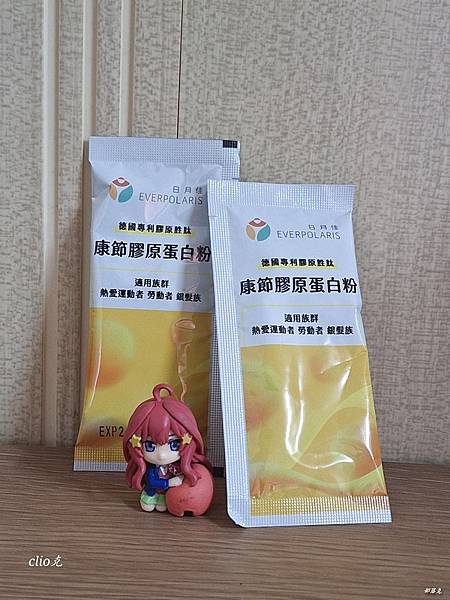 日月佳
EVERPOLARIS
德國專利膠原胜肽
康節膠原蛋白粉
適用族群
熱愛運動者 勞動者 銀髮族
EXP2
日月佳
EVERPOLARIS
德國專利膠原胜肽
康節膠原蛋白粉
適用族群
熱愛運動者 勞動者 銀髮族
clio克